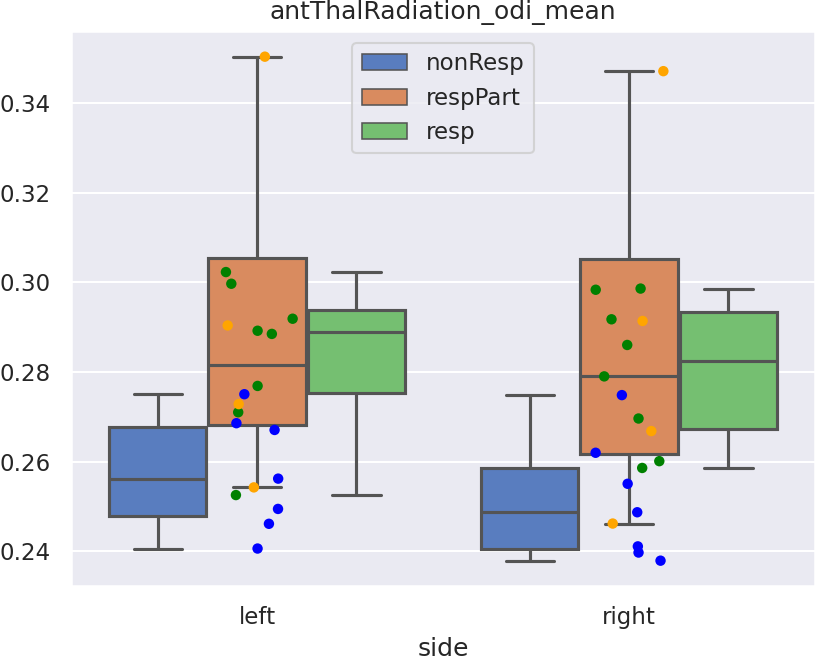 antThalRadiation_odi_mean
nonResp
respPart
resp
0.34
0.32
0.30
0.28
0.26
0.24
left
right
side